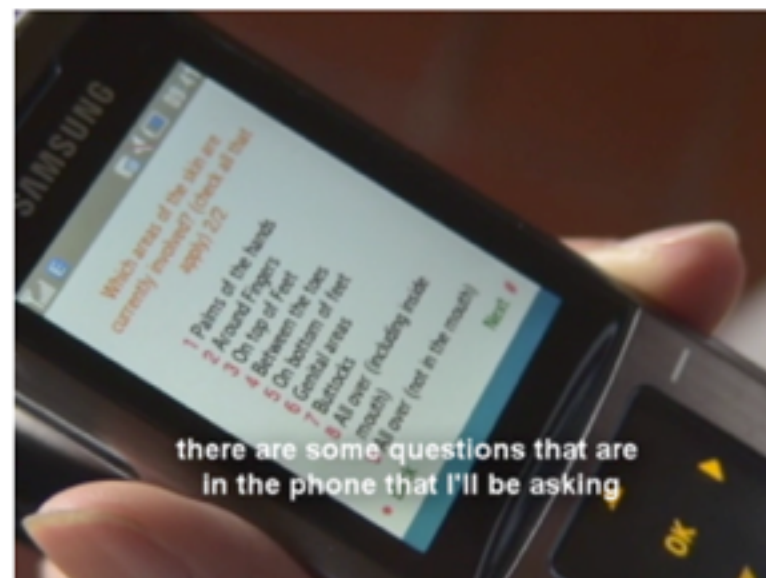 SAMSUNG
09:41
Which areas of the skin are
currently involved? (check all that
apply) 2/2
1 Palms of the hands
2 Around Fingers
3 On top of Feet
4 Between the toes
5 On bottom of feet
6 Genital areas
7 Buttocks
8 All over (including inside
mouth)
All over (not in the mouth)
Next #
*
there are some questions that are
in the phone that I'll be asking
OK